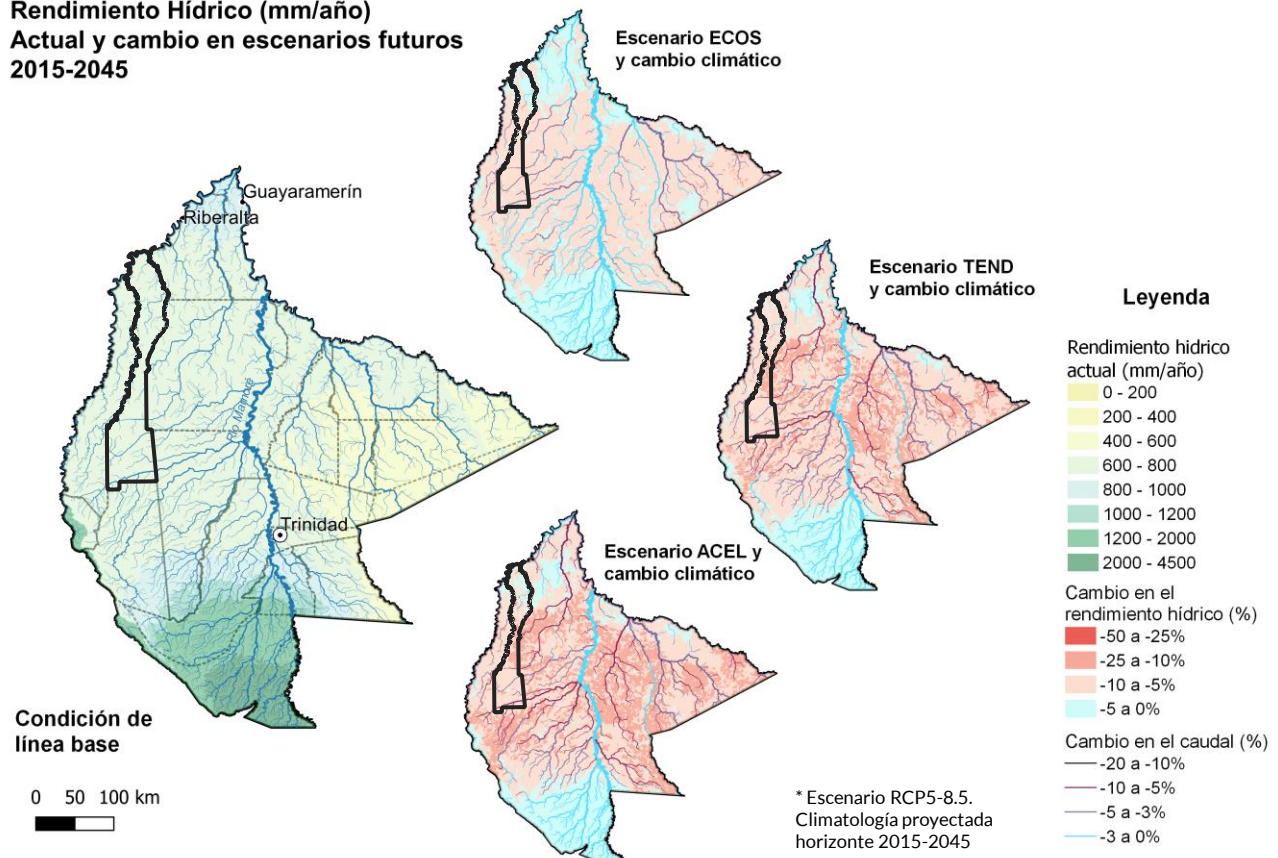 Rendimiento Hídrico (mm/año)
Actual y cambio en escenarios futuros
2015-2045
Escenario ECOS
y cambio climático
Guayaramerín
Riberalta
Río Mamoré
Trinidad
Escenario TEND
y cambio climático
Escenario ACEL y
cambio climático
Condición de
línea base
0 50 100 km
* Escenario RCP5-8.5.
Climatología proyectada
horizonte 2015-2045
Leyenda
Rendimiento hidrico
actual (mm/año)
0 - 200
200 - 400
400 - 600
600 - 800
800 - 1000
1000 - 1200
1200 - 2000
2000 - 4500
Cambio en el
rendimiento hídrico (%)
-50 a -25%
-25 a -10%
-10 a -5%
-5 a 0%
Cambio en el caudal (%)
-20 a -10%
-10 a -5%
-5 a -3%
-3 a 0%